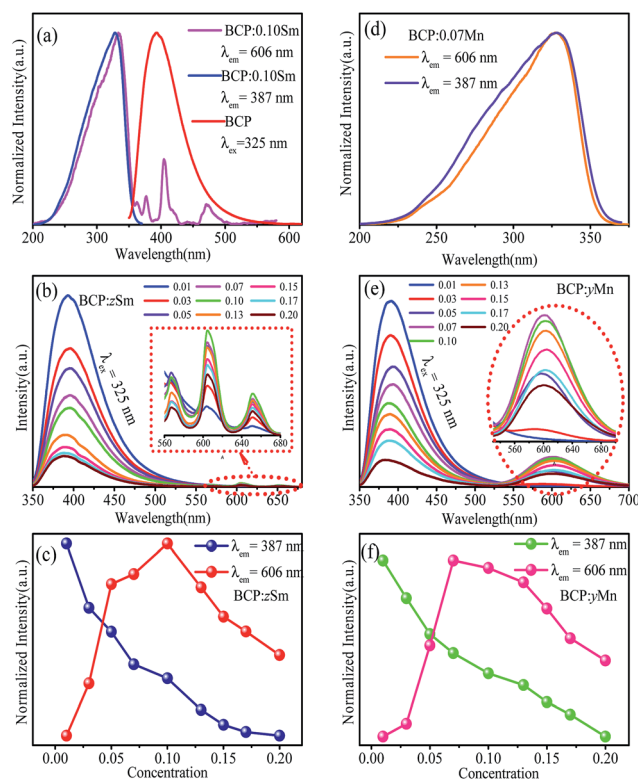 (a)
BCP:0.10Sm
λem= 606 nm
BCP:0.10Sm
λem= 387 nm
BCP
λex=325 nm
Normalized Intensity(a.u.)
200 300 400 500 600
Wavelength(nm)
(d)
BCP:0.07Mn
λem= 606 nm
λem= 387 nm
Normalized Intensity(a.u.)
200 250 300 350
Wavelength(nm)
(b)
BCP:zSm
0.01 0.07 0.15
0.03 0.10 0.17
0.05 0.13 0.20
λex= 325 nm
560 600 640 680
Intensity(a.u.)
350 400 450 500 550 600 650
Wavelength(nm)
(e)
BCP:yMn
0.01 0.13
0.03 0.15
0.05 0.17
0.07 0.20
0.10
λex= 325 nm
560 600 640 680
Intensity(a.u.)
350 400 450 500 550 600 650 700
Wavelength(nm)
(c)
λem= 387 nm
λem= 606 nm
BCP:zSm
Normalized Intensity(a.u.)
0.00 0.05 0.10 0.15 0.20
Concentration
(f)
λem= 387 nm
λem= 606 nm
BCP:yMn
Normalized Intensity(a.u.)
0.00 0.05 0.10 0.15 0.20
Concentration